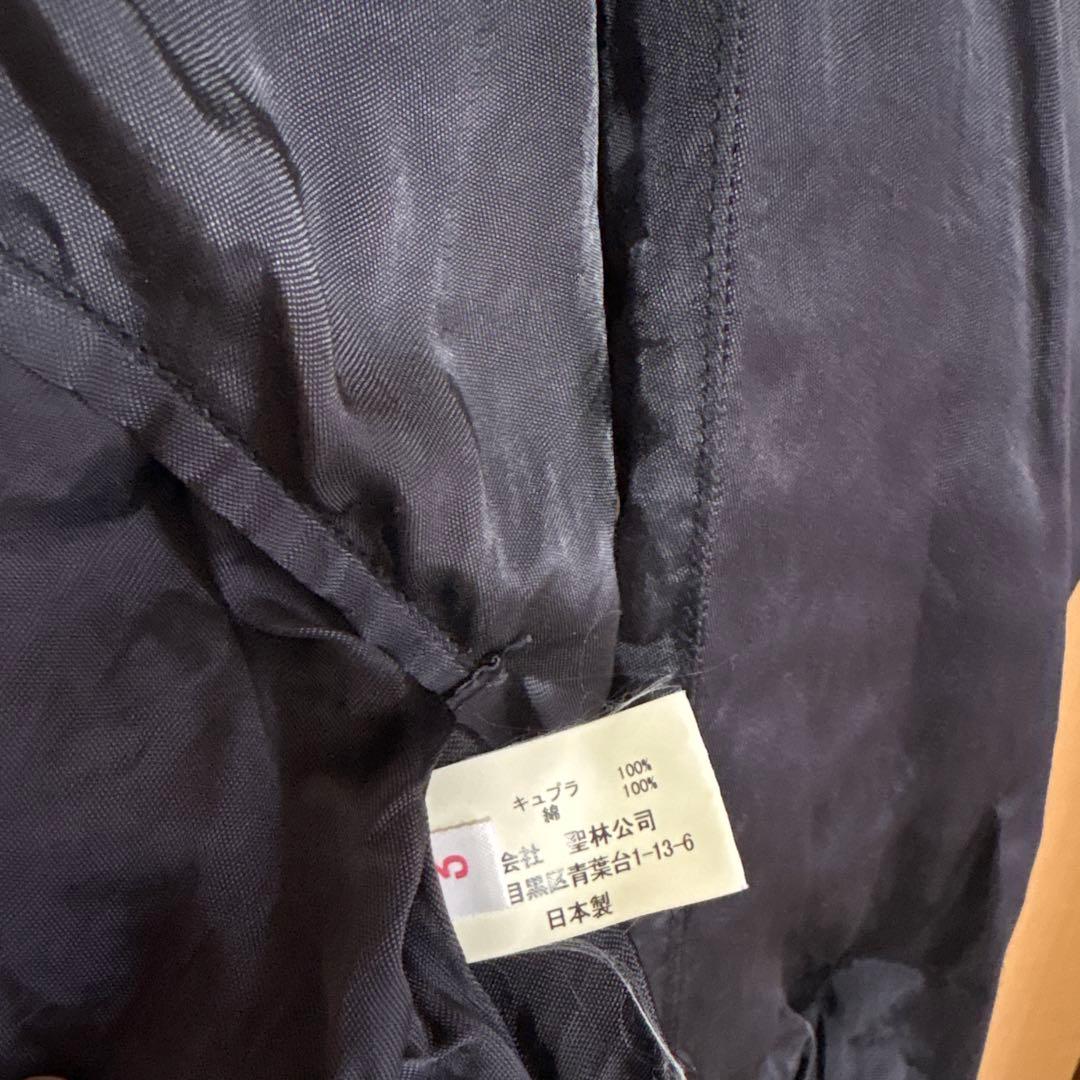 キュプラ 100%
綿 100%
会社 聖林公司
目黒区青葉台1-13-6
日本製
5